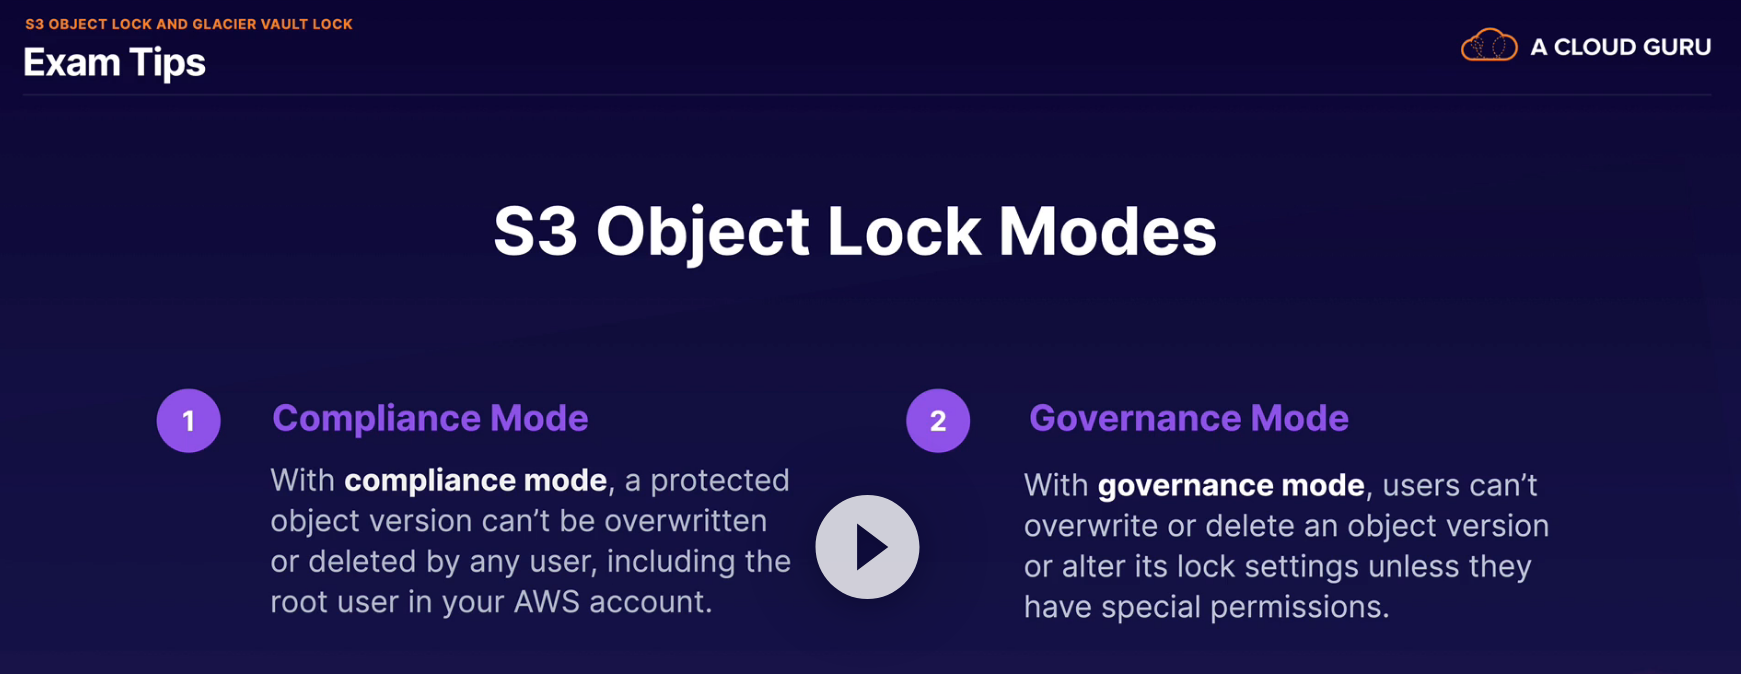 S3 OBJECT LOCK AND GLACIER VAULT LOCK
Exam Tips
A CLOUD GURU
S3 Object Lock Modes
1
Compliance Mode
With compliance mode, a protected
object version can’t be overwritten
or deleted by any user, including the
root user in your AWS account.
2
Governance Mode
With governance mode, users can’t
overwrite or delete an object version
or alter its lock settings unless they
have special permissions.